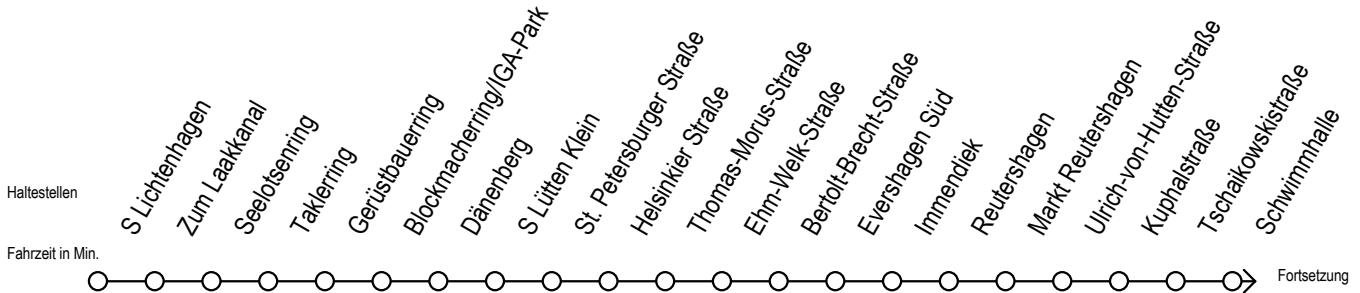 Haltestellen
S Lichtenhagen
Zum Laakkanal
Seelotsenring
Taklerring
Gerüstbauerring
Blockmacherring/IGA-Park
Dänenberg
S Lütten Klein
St. Petersburger Straße
Helsinkier Straße
Thomas-Morus-Straße
Ehm-Welk-Straße
Bertolt-Brecht-Straße
Evershagen Süd
Immendiek
Reutershagen
Markt Reutershagen
Ulrich-von-Hutten-Straße
Kuphalstraße
Tschaikowskistraße
Schwimmhalle
Fahrzeit in Min.
Fortsetzung